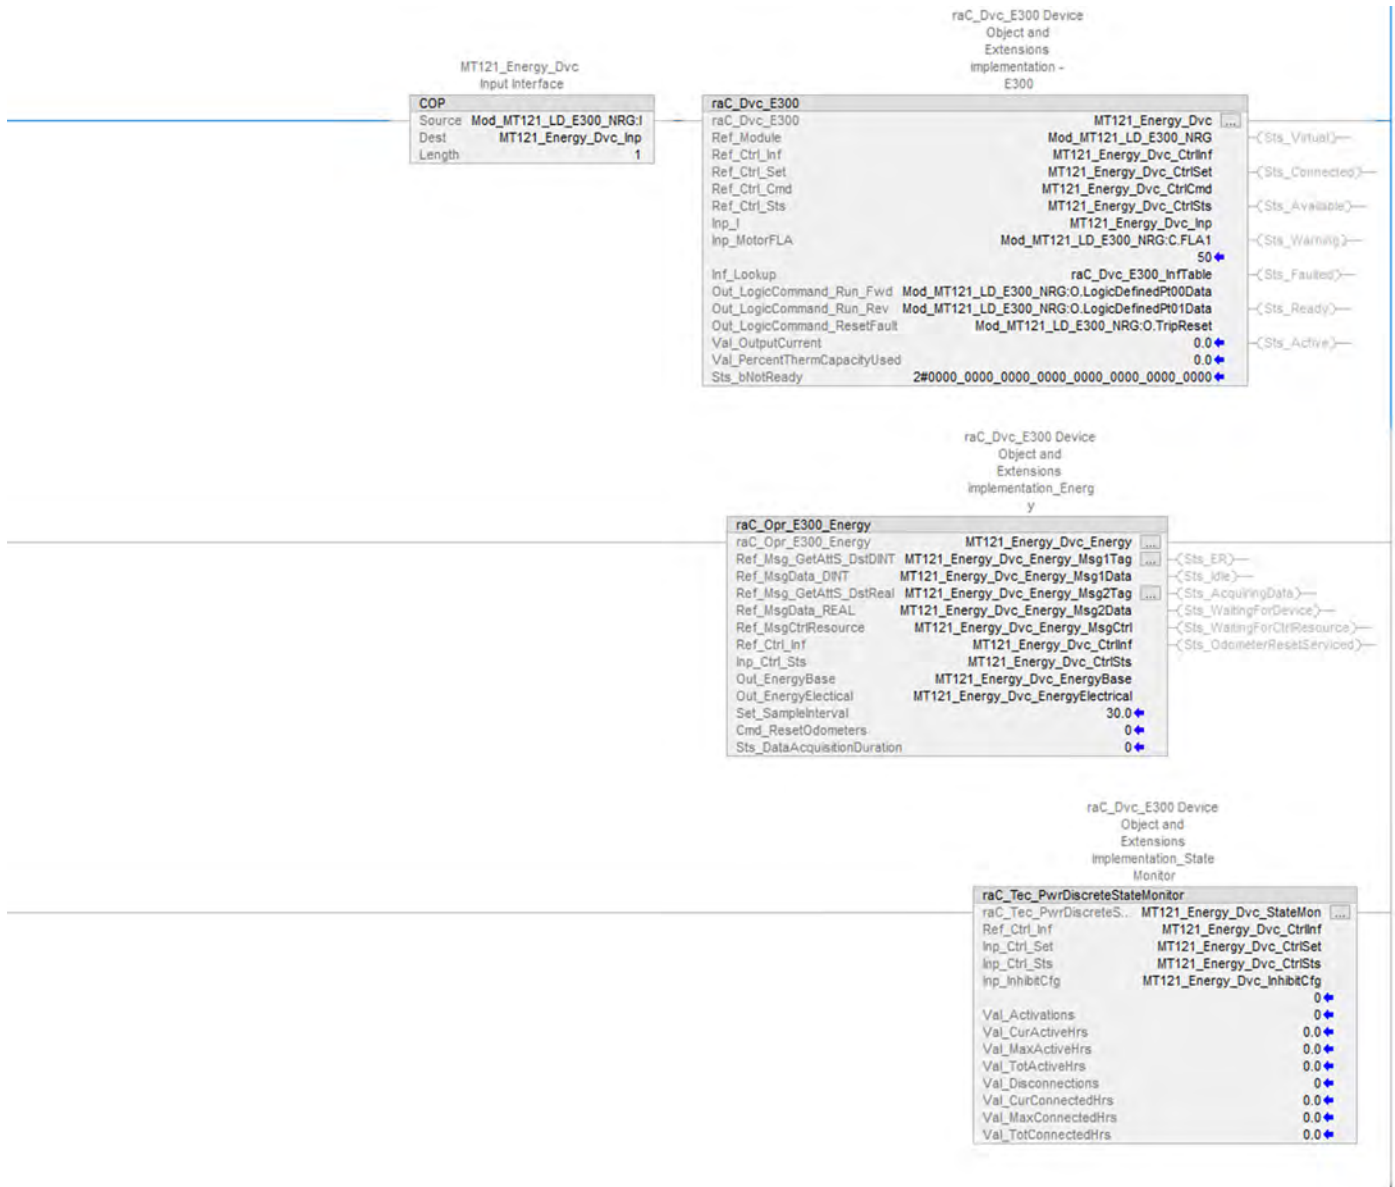 raC_Dvc_E300 Device
Object and
Extensions
implementation -
E300
MT121_Energy_Dvc
Input Interface
COP
Source Mod_MT121_LD_E300_NRG:I
Dest MT121_Energy_Dvc_Inp
Length 1
raC_Dvc_E300
raC_Dvc_E300 MT121_Energy_Dvc ...
Ref_Module Mod_MT121_LD_E300_NRG (Sts_Virtual)
Ref_Ctrl_Inf MT121_Energy_Dvc_CtrlInf
Ref_Ctrl_Set MT121_Energy_Dvc_CtrlSet (Sts_Connected)
Ref_Ctrl_Cmd MT121_Energy_Dvc_CtrlCmd
Ref_Ctrl_Sts MT121_Energy_Dvc_CtrlSts (Sts_Available)
Inp_I MT121_Energy_Dvc_Inp
Inp_MotorFLA Mod_MT121_LD_E300_NRG:C.FLA1 (Sts_Warning)
50
Inf_Lookup raC_Dvc_E300_InfTable (Sts_Faulted)
Out_LogicCommand_Run_Fwd Mod_MT121_LD_E300_NRG:O.LogicDefinedPt00Data
Out_LogicCommand_Run_Rev Mod_MT121_LD_E300_NRG:O.LogicDefinedPt01Data (Sts_Ready)
Out_LogicCommand_ResetFault Mod_MT121_LD_E300_NRG:O.TripReset
Val_OutputCurrent 0.0 (Sts_Active)
Val_PercentThermCapacityUsed 0.0
Sts_bNotReady 2#0000_0000_0000_0000_0000_0000_0000_0000
raC_Dvc_E300 Device
Object and
Extensions
implementation_Energ
y
raC_Opr_E300_Energy
raC_Opr_E300_Energy MT121_Energy_Dvc_Energy ...
Ref_Msg_GetAttS_DstDINT MT121_Energy_Dvc_Energy_Msg1Tag ... (Sts_ER)
Ref_MsgData_DINT MT121_Energy_Dvc_Energy_Msg1Data (Sts_Idle)
Ref_Msg_GetAttS_DstReal MT121_Energy_Dvc_Energy_Msg2Tag ... (Sts_AcquiringData)
Ref_MsgData_REAL MT121_Energy_Dvc_Energy_Msg2Data (Sts_WaitingForDevice)
Ref_MsgCtrlResource MT121_Energy_Dvc_Energy_MsgCtrl (Sts_WaitingForCtrlResource)
Ref_Ctrl_Inf MT121_Energy_Dvc_CtrlInf (Sts_OdometerResetServiced)
Inp_Ctrl_Sts MT121_Energy_Dvc_CtrlSts
Out_EnergyBase MT121_Energy_Dvc_EnergyBase
Out_EnergyElectical MT121_Energy_Dvc_EnergyElectrical
Set_SampleInterval 30.0
Cmd_ResetOdometers 0
Sts_DataAcquisitionDuration 0
raC_Dvc_E300 Device
Object and
Extensions
implementation_State
Monitor
raC_Tec_PwrDiscreteStateMonitor
raC_Tec_PwrDiscreteS... MT121_Energy_Dvc_StateMon ...
Ref_Ctrl_Inf MT121_Energy_Dvc_CtrlInf
Inp_Ctrl_Set MT121_Energy_Dvc_CtrlSet
Inp_Ctrl_Sts MT121_Energy_Dvc_CtrlSts
Inp_InhibitCfg MT121_Energy_Dvc_InhibitCfg
0
Val_Activations 0
Val_CurActiveHrs 0.0
Val_MaxActiveHrs 0.0
Val_TotActiveHrs 0.0
Val_Disconnections 0
Val_CurConnectedHrs 0.0
Val_MaxConnectedHrs 0.0
Val_TotConnectedHrs 0.0